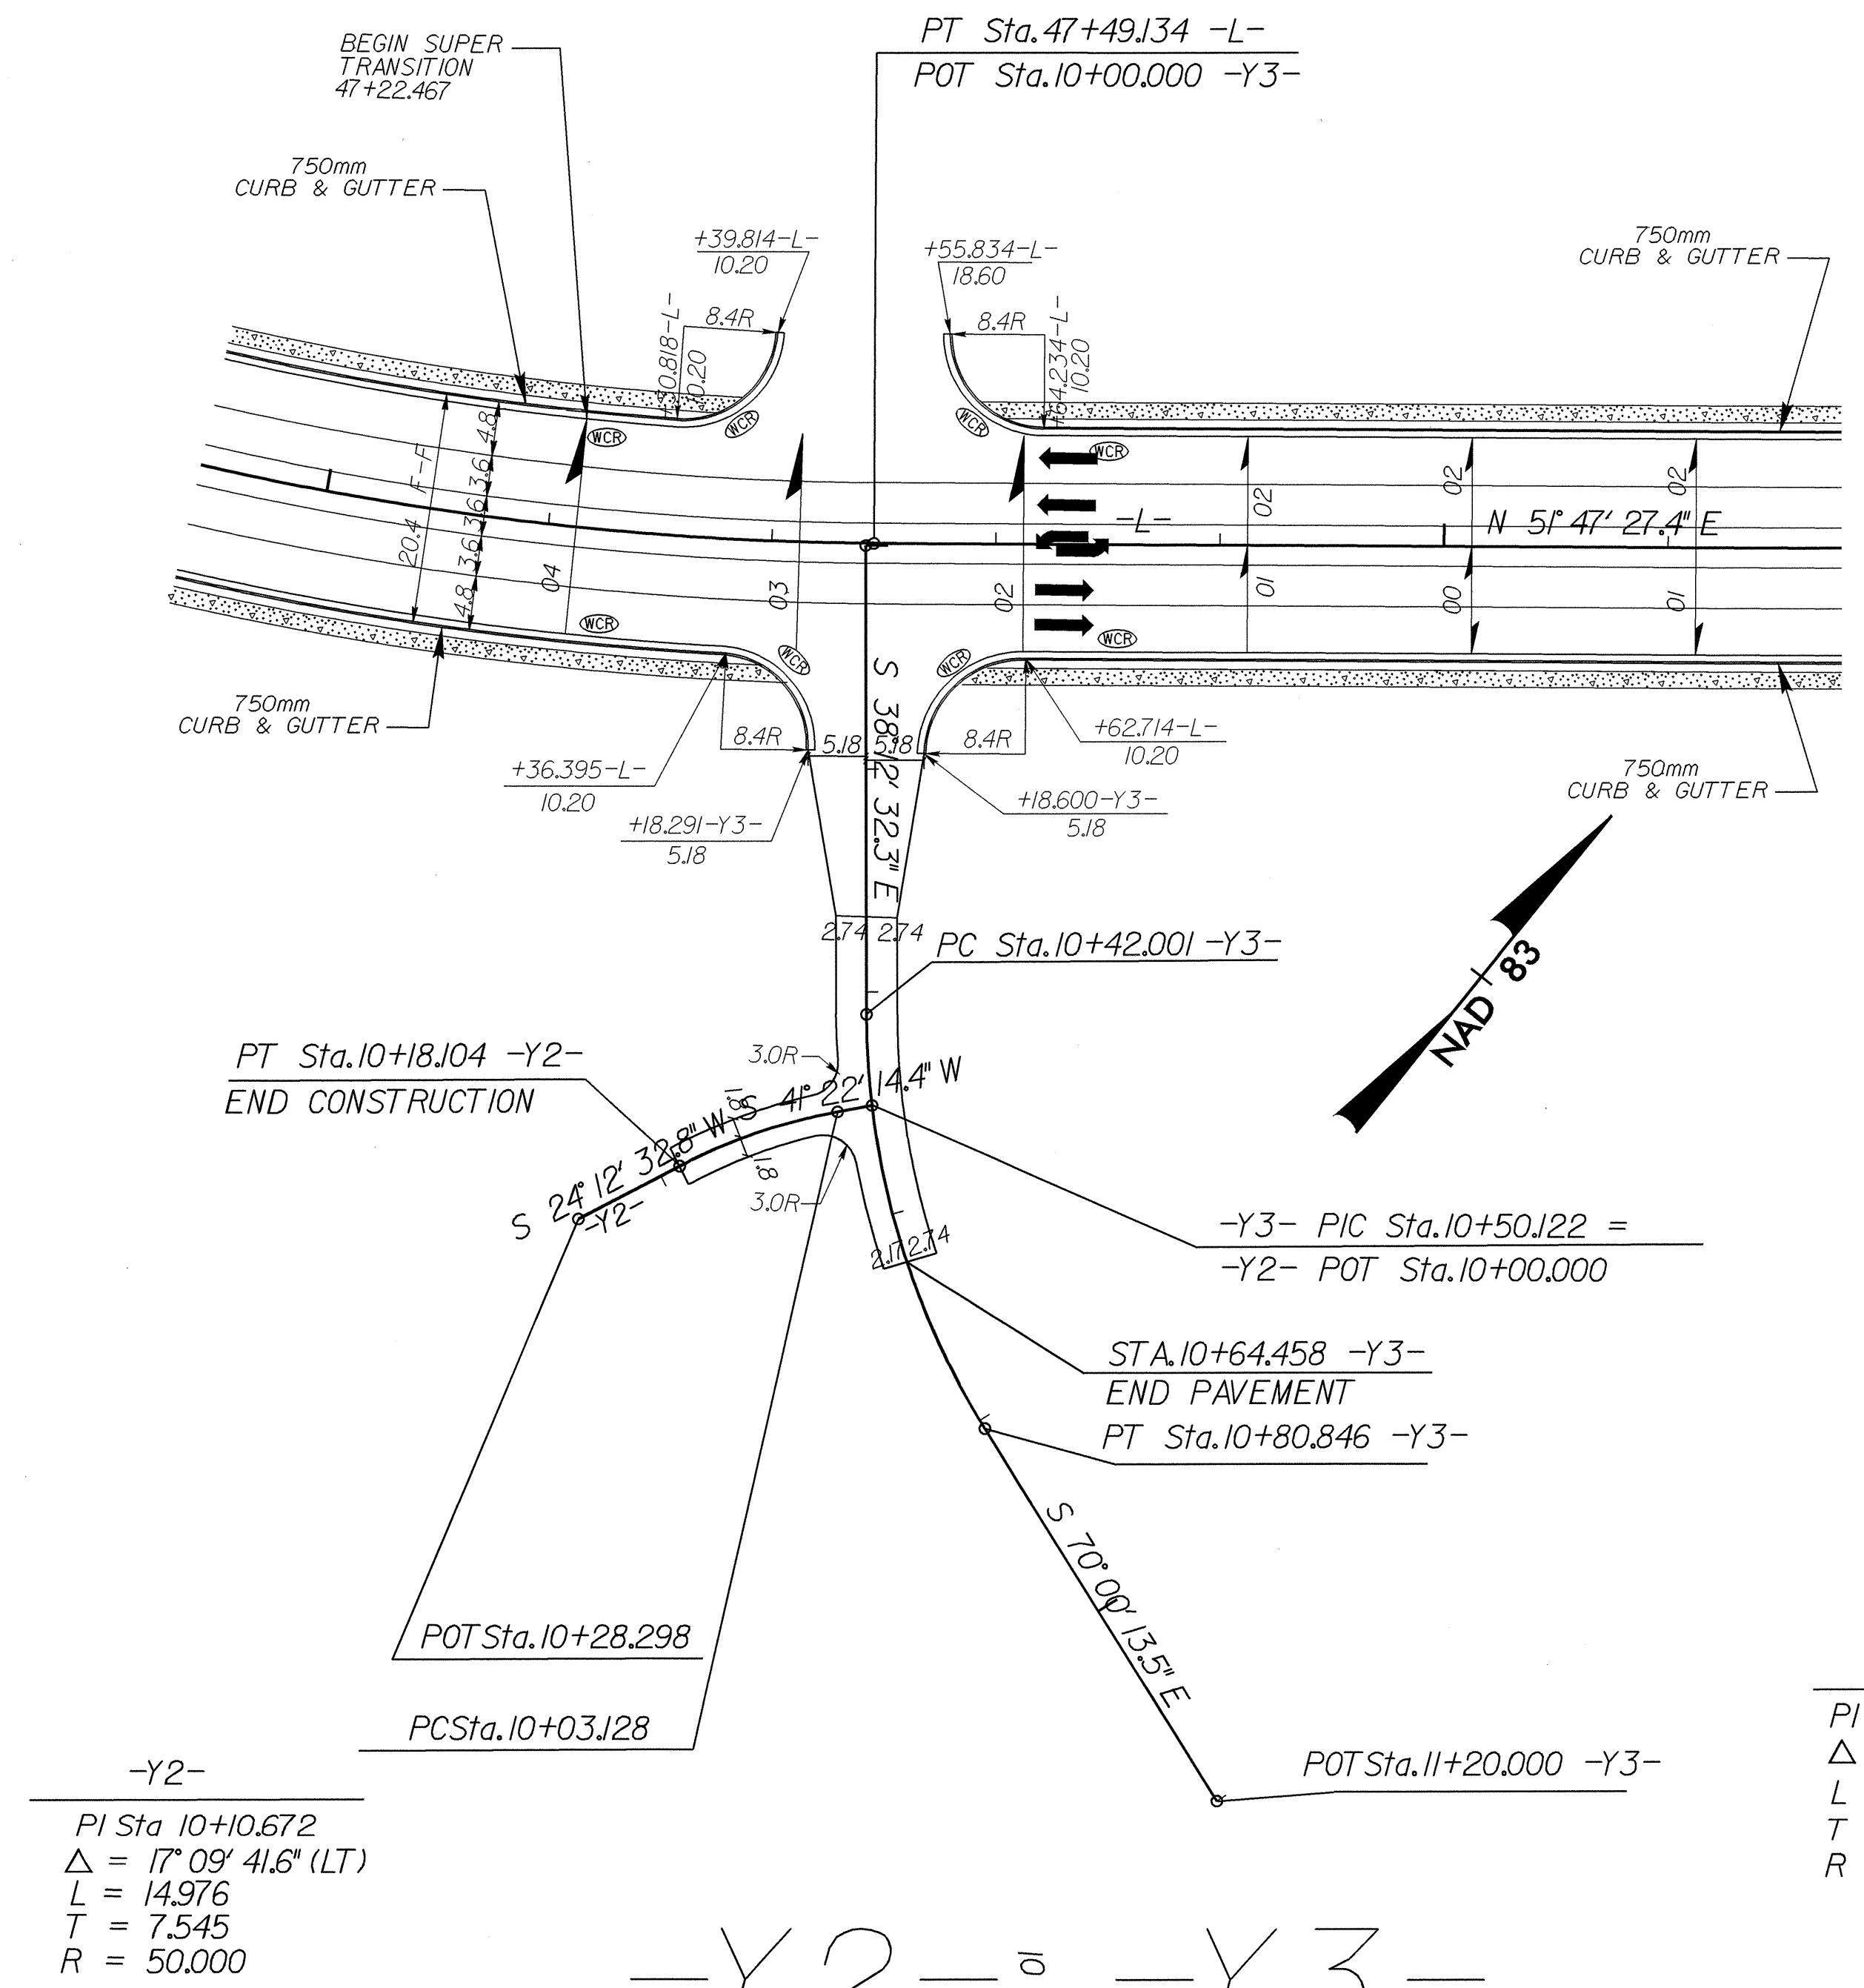 PT Sta. 47+49.134 -L-
POT Sta. 10+00.000 -Y3-
BEGIN SUPER
TRANSITION
47+22.467
750mm
CURB & GUTTER
+39.814-L-
10.20
+55.834-L-
18.60
750mm
CURB & GUTTER
8.4R
8.4R
10.20
+64.234-L-
10.20
WCR
WCR
WCR
WCR
F-F
20.4
4.8
3.6
3.6
3.6
4.8
04
03
02
02
01
02
00
02
01
-L-
N 51° 47' 27.4" E
WCR
WCR
WCR
WCR
750mm
CURB & GUTTER
8.4R
5.18
5.18
8.4R
+36.395-L-
10.20
+62.714-L-
10.20
+18.291-Y3-
5.18
+18.600-Y3-
5.18
750mm
CURB & GUTTER
S 38° 12' 32.3" E
2.74
2.74
PC Sta. 10+42.001 -Y3-
NAD 83
PT Sta. 10+18.104 -Y2-
END CONSTRUCTION
3.0R
S 41° 22' 14.4" W
1.8
1.8
S 24° 12' 32.8" W
-Y2-
3.0R
2.17
2.74
-Y3- PIC Sta. 10+50.122 =
-Y2- POT Sta. 10+00.000
STA. 10+64.458 -Y3-
END PAVEMENT
PT Sta. 10+80.846 -Y3-
S 70° 00' 13.5" E
POT Sta. 10+28.298
PC Sta. 10+03.128
POT Sta. 11+20.000 -Y3-
-Y2-
PI Sta 10+10.672
△ = 17° 09' 41.6" (LT)
L = 14.976
T = 7.545
R = 50.000
PI
△
L
T
R
-Y2- 10 -Y3-